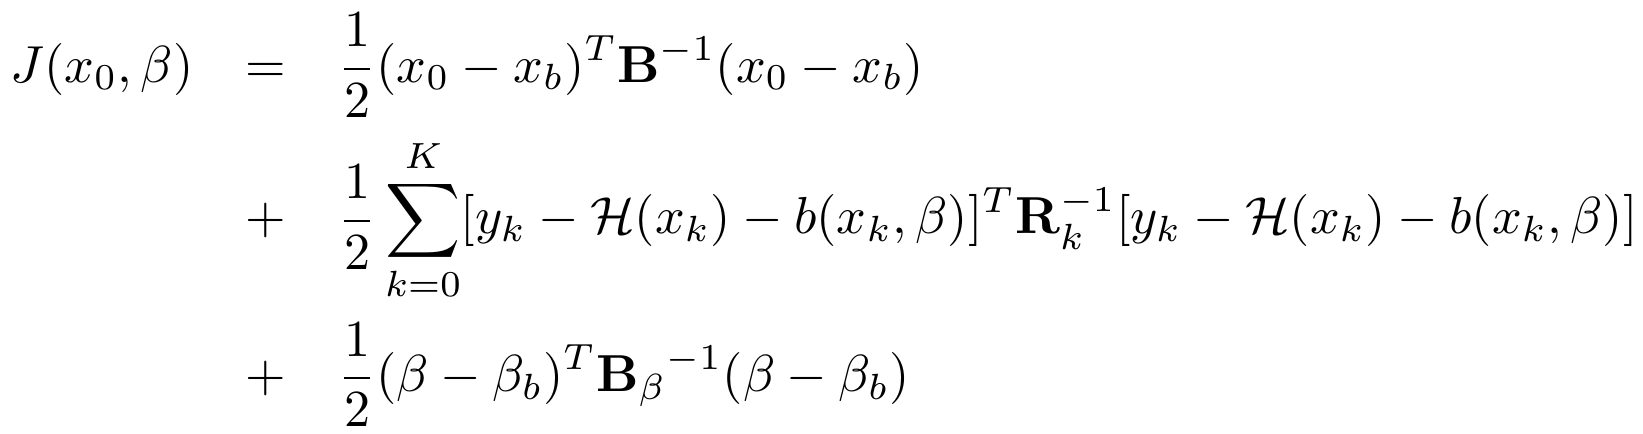 $J(x_0, \beta) = \frac{1}{2}(x_0 - x_b)^T \mathbf{B}^{-1}(x_0 - x_b)$
$+ \frac{1}{2}\sum_{k=0}^{K}[y_k - \mathcal{H}(x_k) - b(x_k, \beta)]^T \mathbf{R}_k^{-1}[y_k - \mathcal{H}(x_k) - b(x_k, \beta)]$
$+ \frac{1}{2}(\beta - \beta_b)^T {\mathbf{B}_\beta}^{-1}(\beta - \beta_b)$